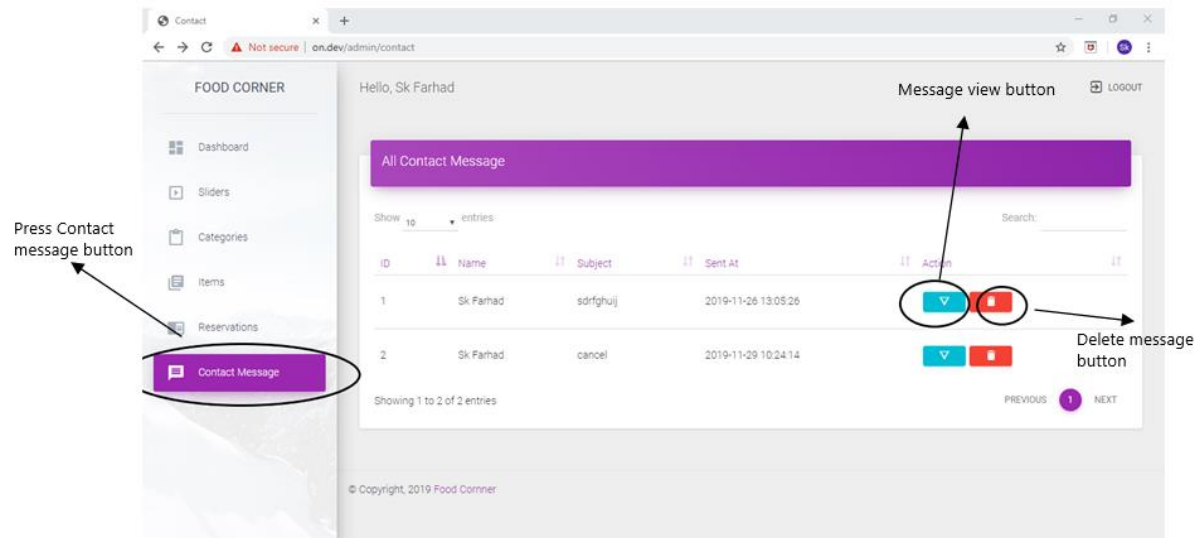 Contact
Not secure | on.dev/admin/contact
Sk
FOOD CORNER
Hello, Sk Farhad
Message view button
LOGOUT
Dashboard
Sliders
Categories
Items
Reservations
Contact Message
Press Contact
message button
All Contact Message
Show 10 entries
Search:
ID Name Subject Sent At Action
1 Sk Farhad sdrfghuij 2019-11-26 13:05:26
2 Sk Farhad cancel 2019-11-29 10:24:14
Delete message
button
Showing 1 to 2 of 2 entries
PREVIOUS 1 NEXT
© Copyright, 2019 Food Cornner